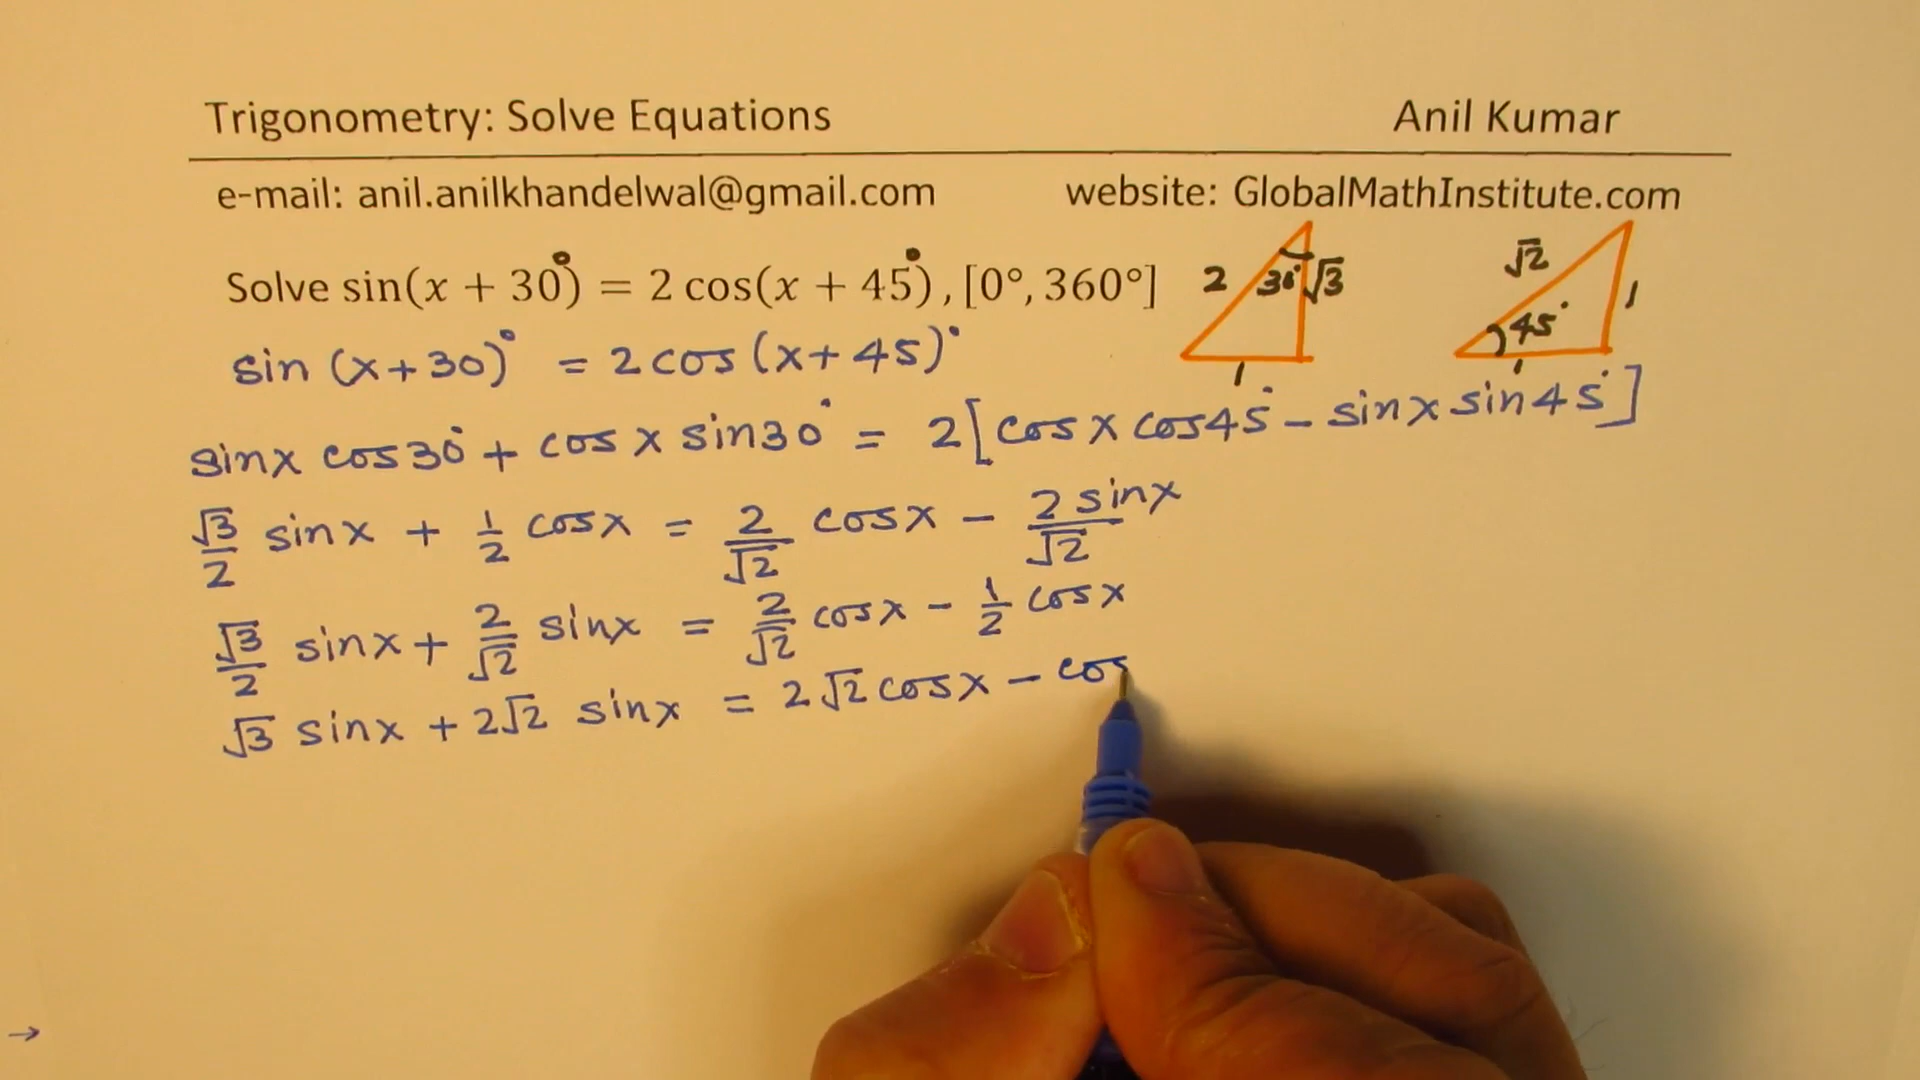 Trigonometry: Solve Equations Anil Kumar
e-mail: anil.anilkhandelwal@gmail.com website: GlobalMathInstitute.com
Solve sin(x + 30°) = 2 cos(x + 45°), [0°, 360°]
2 30° √3 1
√2 45° 1 1
sin (x+30)° = 2cos (x+45)°
sinx cos30° + cosx sin30° = 2[cosx cos45° - sinx sin45°]
√3/2 sinx + 1/2 cosx = 2/√2 cosx - 2sinx/√2
√3/2 sinx + 2/√2 sinx = 2/√2 cosx - 1/2 cosx
√3 sinx + 2√2 sinx = 2√2 cosx - cos
→